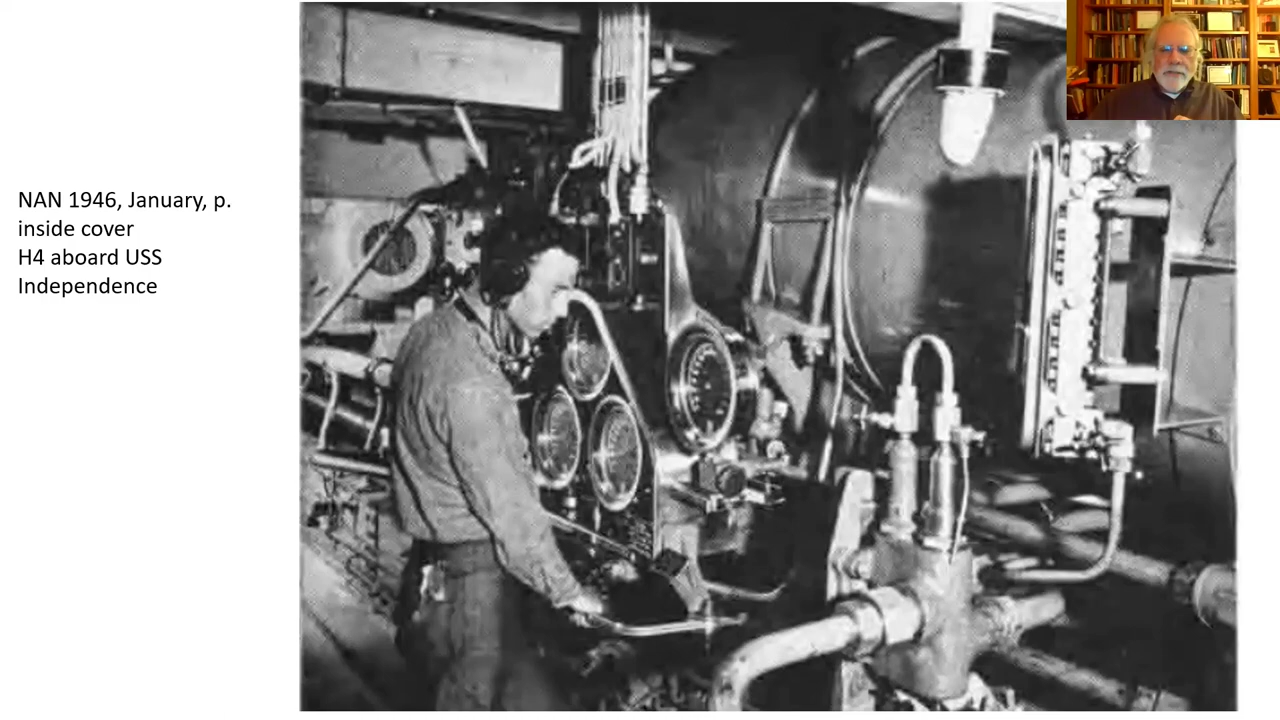 NAN 1946, January, p.
inside cover
H4 aboard USS
Independence